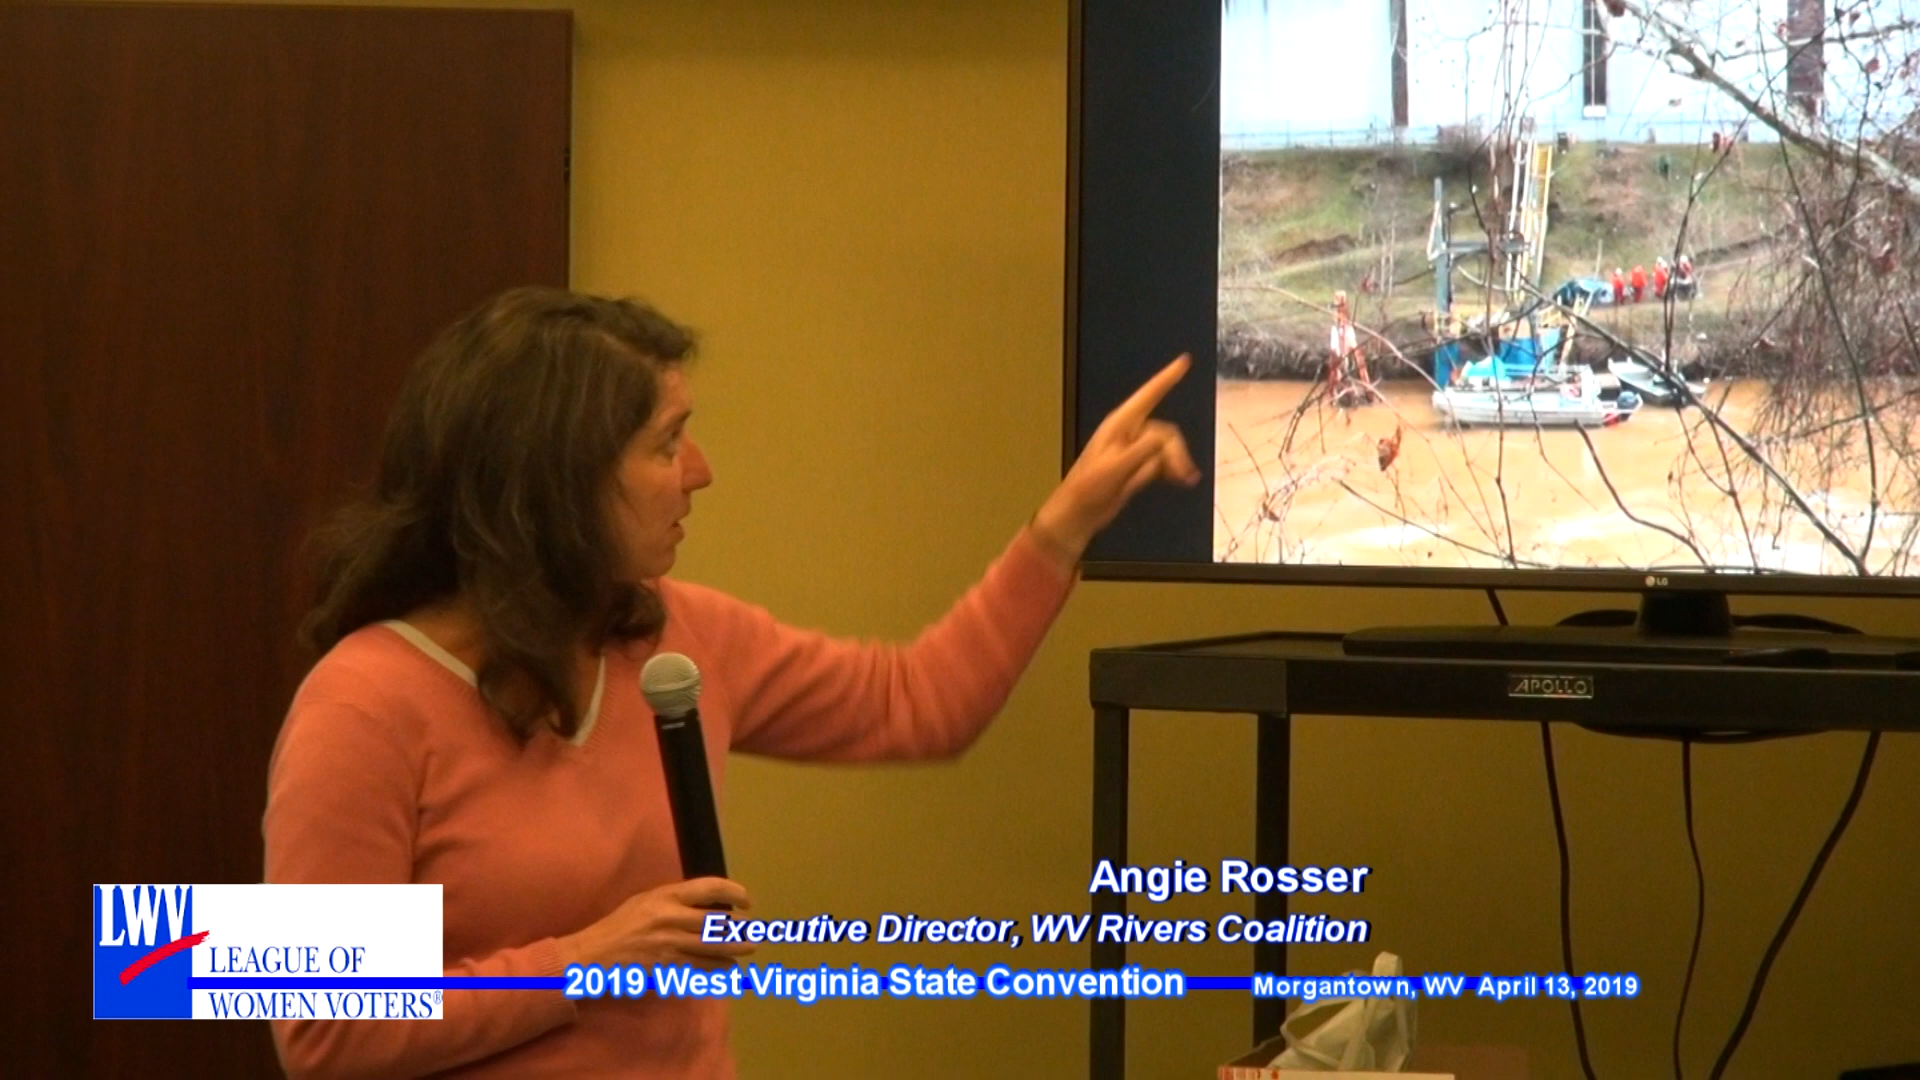 LG
APOLLO
Angie Rosser
Executive Director, WV Rivers Coalition
LWV
LEAGUE OF
WOMEN VOTERS®
2019 West Virginia State Convention
Morgantown, WV April 13, 2019